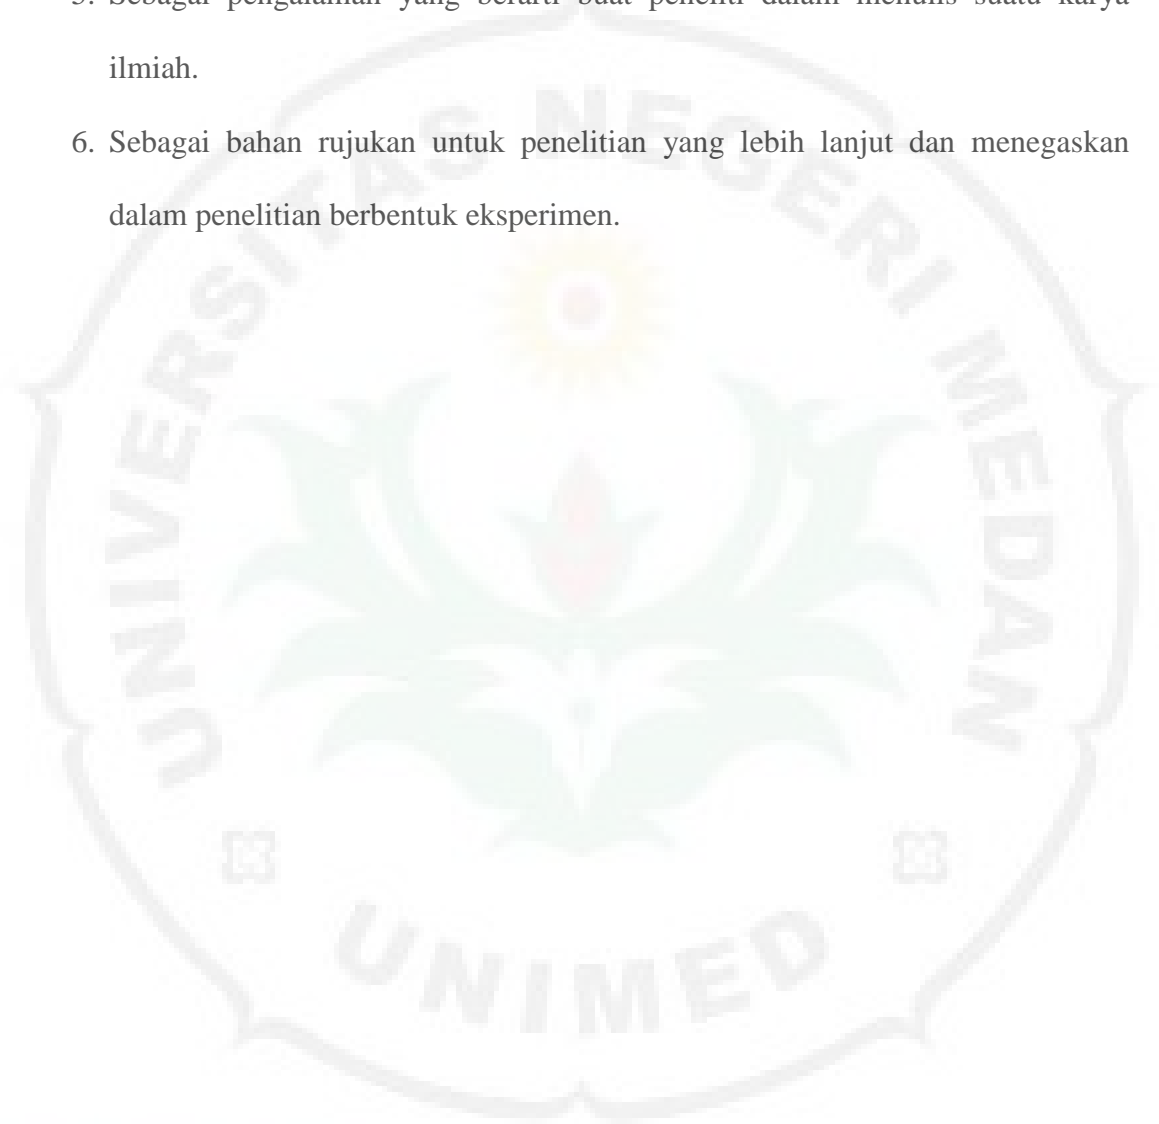 5. Sebagai pengalaman yang berarti buat peneliti dalam menulis suatu karya
ilmiah.
6. Sebagai bahan rujukan untuk penelitian yang lebih lanjut dan menegaskan
dalam penelitian berbentuk eksperimen.
UNIVERSITAS NEGERI MEDAN
UNIMED